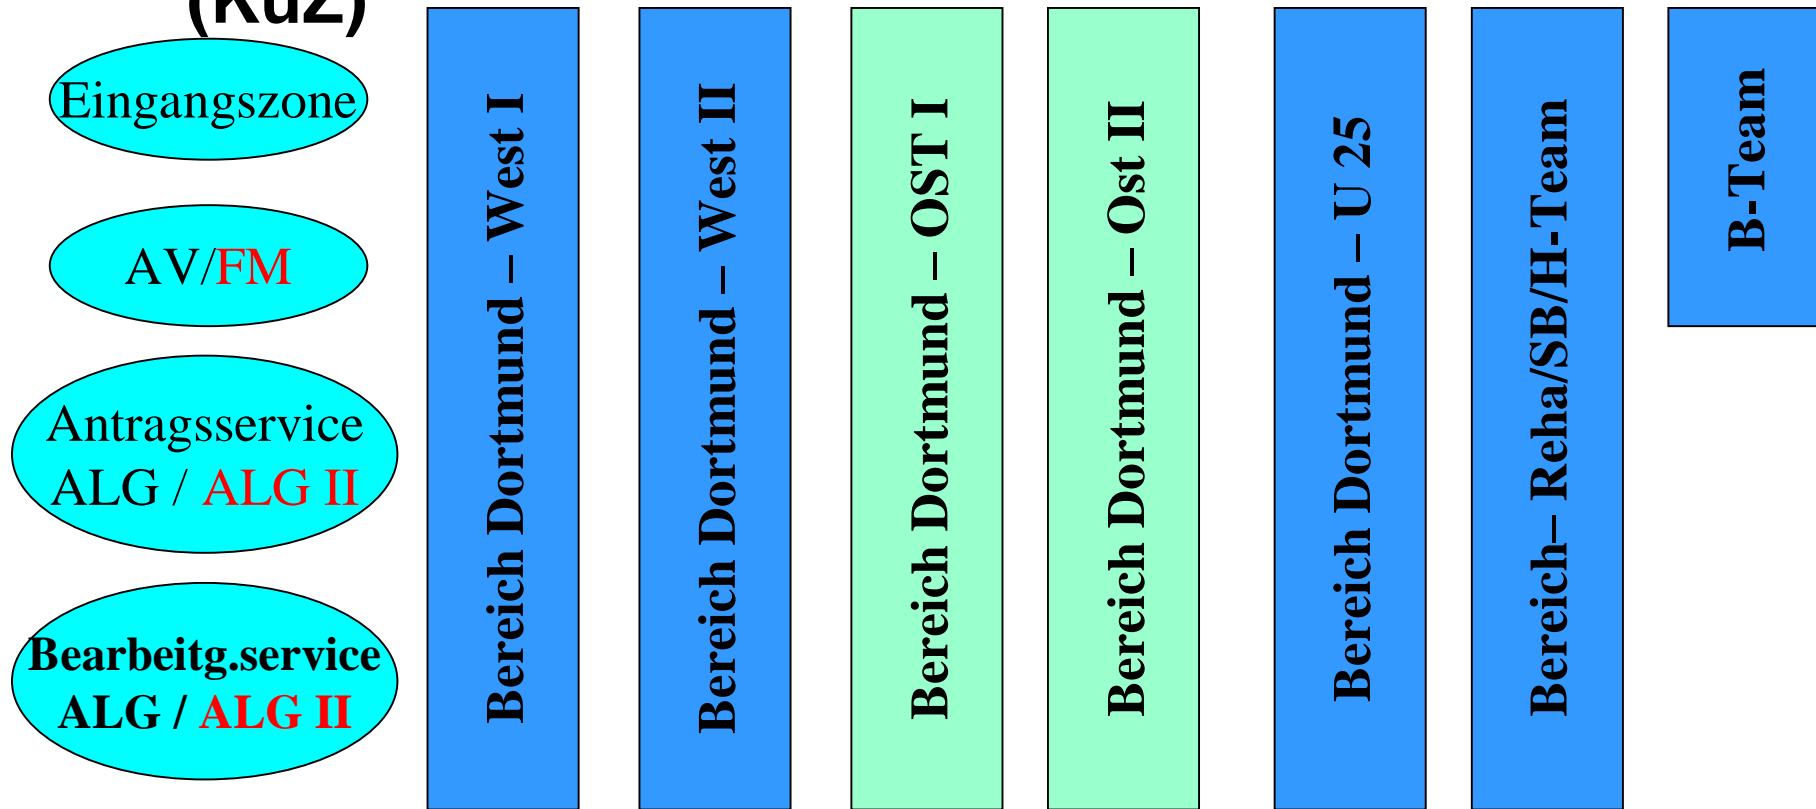 (KuZ)
Eingangszone
AV/FM
Antragsservice
ALG / ALG II
Bearbeitg.service
ALG / ALG II
Bereich Dortmund – West I
Bereich Dortmund – West II
Bereich Dortmund – OST I
Bereich Dortmund – Ost II
Bereich Dortmund – U 25
Bereich– Reha/SB/H-Team
B-Team